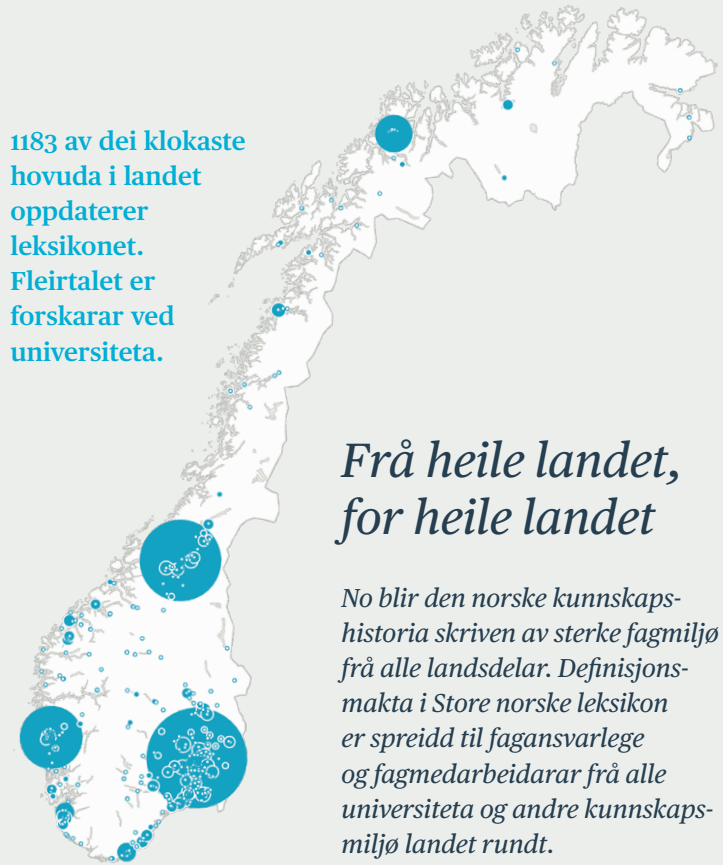 1183 av dei klokaste
hovuda i landet
oppdaterer
leksikonet.
Fleirtalet er
forskarar ved
universiteta.
Frå heile landet,
for heile landet
No blir den norske kunnskaps-
historia skriven av sterke fagmiljø
frå alle landsdelar. Definisjons-
makta i Store norske leksikon
er spreidd til fagansvarlege
og fagmedarbeidarar frå alle
universiteta og andre kunnskaps-
miljø landet rundt.